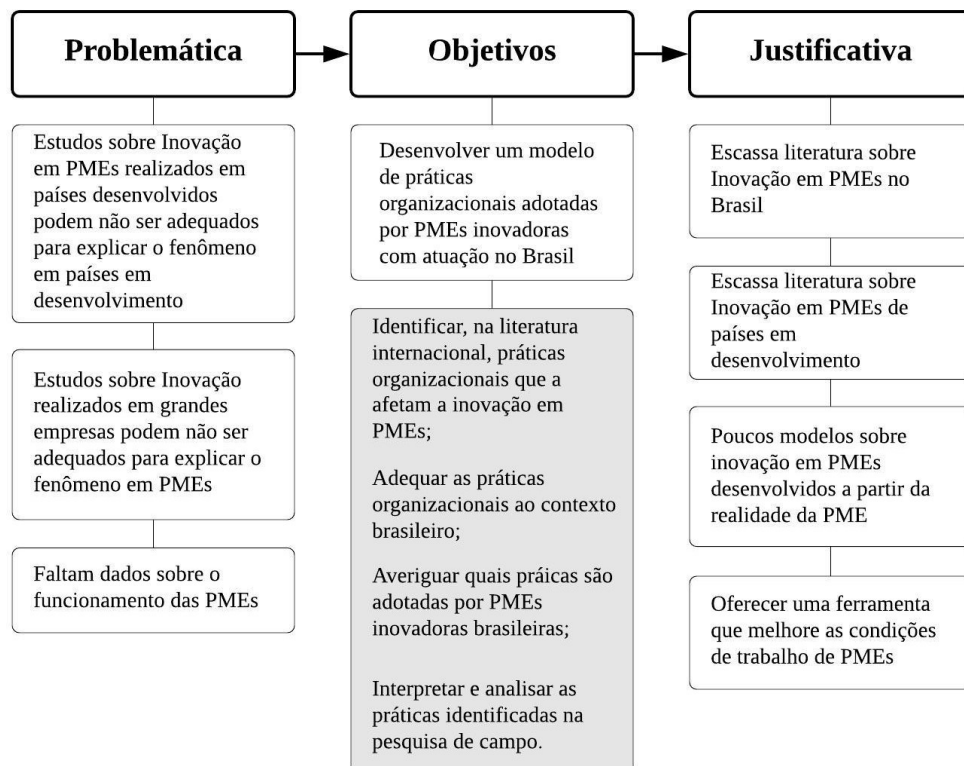 Problemática
Estudos sobre Inovação
em PMEs realizados em
países desenvolvidos
podem não ser adequados
para explicar o fenômeno
em países em
desenvolvimento
Estudos sobre Inovação
realizados em grandes
empresas podem não ser
adequados para explicar o
fenômeno em PMEs
Faltam dados sobre o
funcionamento das PMEs
Objetivos
Desenvolver um modelo
de práticas
organizacionais adotadas
por PMEs inovadoras
com atuação no Brasil
Identificar, na literatura
internacional, práticas
organizacionais que a
afetam a inovação em
PMEs;
Adequar as práticas
organizacionais ao contexto
brasileiro;
Averiguar quais práicas são
adotadas por PMEs
inovadoras brasileiras;
Interpretar e analisar as
práticas identificadas na
pesquisa de campo.
Justificativa
Escassa literatura sobre
Inovação em PMEs no
Brasil
Escassa literatura sobre
Inovação em PMEs de
países em
desenvolvimento
Poucos modelos sobre
inovação em PMEs
desenvolvidos a partir da
realidade da PME
Oferecer uma ferramenta
que melhore as condições
de trabalho de PMEs